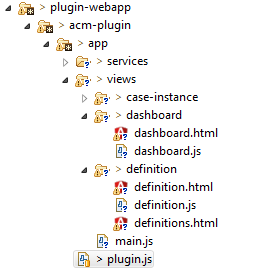 > plugin-webapp
> acm-plugin
> app
> services
> views
> case-instance
> dashboard
dashboard.html
dashboard.js
> definition
definition.html
definition.js
definitions.html
main.js
> plugin.js